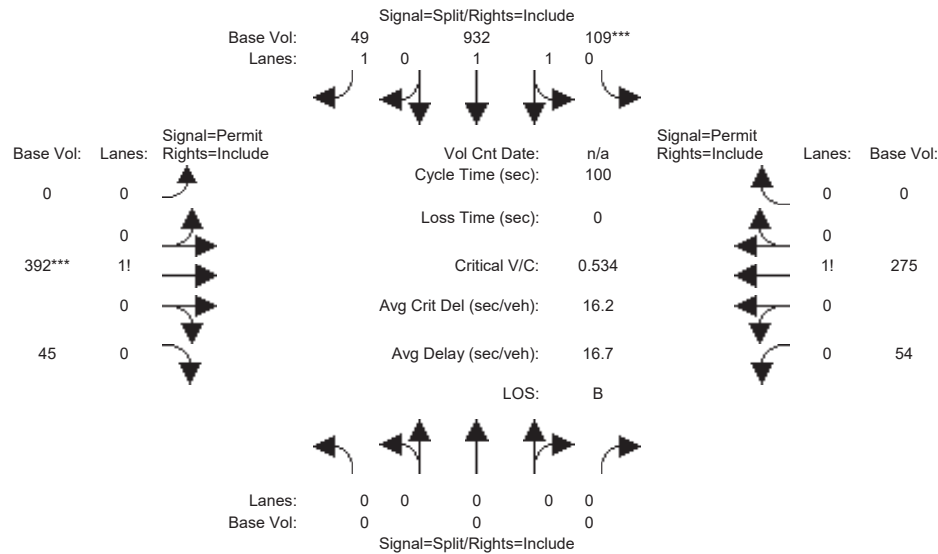 Signal=Split/Rights=Include
Base Vol: 49 932 109***
Lanes: 1 0 1 1 0
Signal=Permit
Base Vol: Lanes: Rights=Include
0 0
0
392*** 1!
0
45 0
Vol Cnt Date: n/a
Cycle Time (sec): 100
Loss Time (sec): 0
Critical V/C: 0.534
Avg Crit Del (sec/veh): 16.2
Avg Delay (sec/veh): 16.7
LOS: B
Signal=Permit
Rights=Include Lanes: Base Vol:
0 0
0
1! 275
0
0 54
Lanes: 0 0 0 0 0
Base Vol: 0 0 0
Signal=Split/Rights=Include